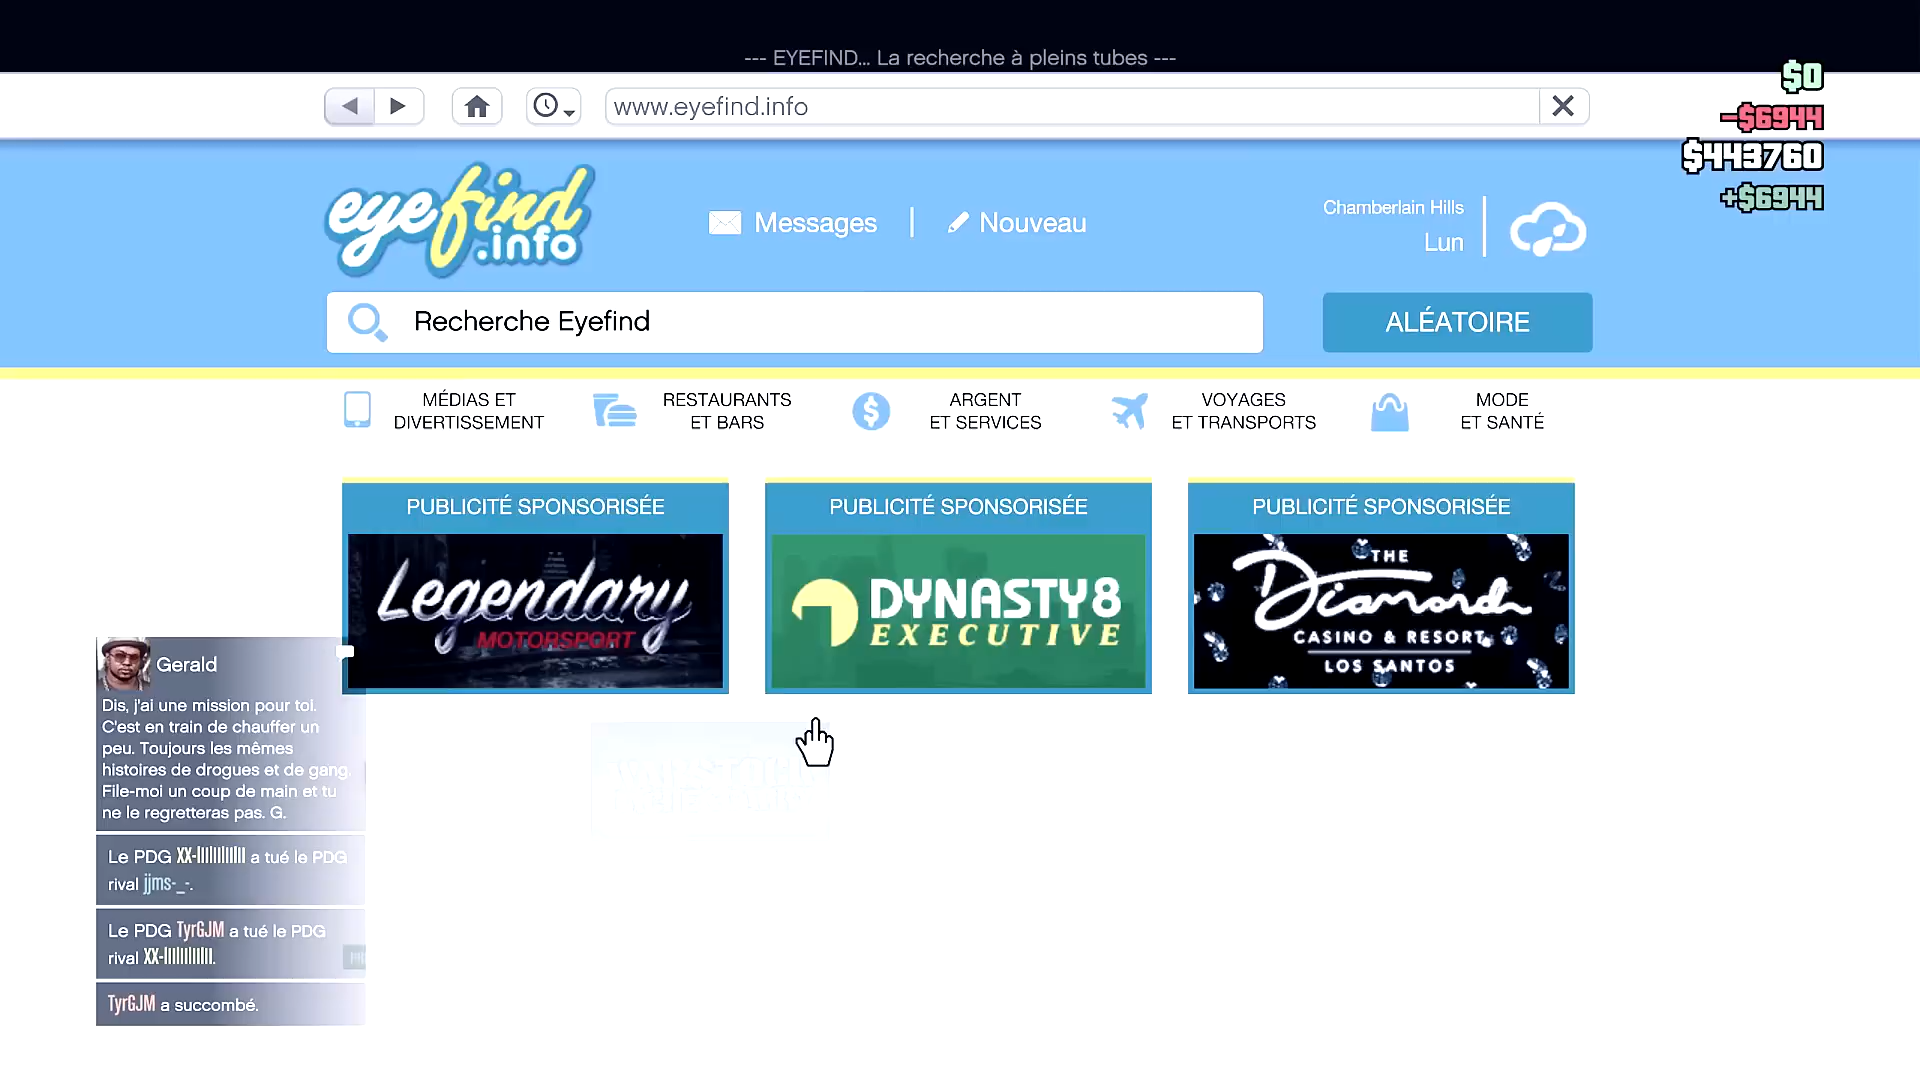 --- EYEFIND... La recherche à pleins tubes ---
$0
www.eyefind.info
-$6944
$443760
+$6944
eyefind
.info
Messages
Nouveau
Chamberlain Hills
Lun
Recherche Eyefind
ALÉATOIRE
MÉDIAS ET
DIVERTISSEMENT
RESTAURANTS
ET BARS
ARGENT
ET SERVICES
VOYAGES
ET TRANSPORTS
MODE
ET SANTÉ
PUBLICITÉ SPONSORISÉE
Legendary
MOTORSPORT
PUBLICITÉ SPONSORISÉE
DYNASTY8
EXECUTIVE
PUBLICITÉ SPONSORISÉE
THE
Diamond
CASINO & RESORT
LOS SANTOS
Gerald
Dis, j'ai une mission pour toi.
C'est en train de chauffer un
peu. Toujours les mêmes
histoires de drogues et de gang.
File-moi un coup de main et tu
ne le regretteras pas. G.
Le PDG a tué le PDG
rival jjms-_-.
Le PDG TyrGJM a tué le PDG
rival
TyrGJM a succombé.